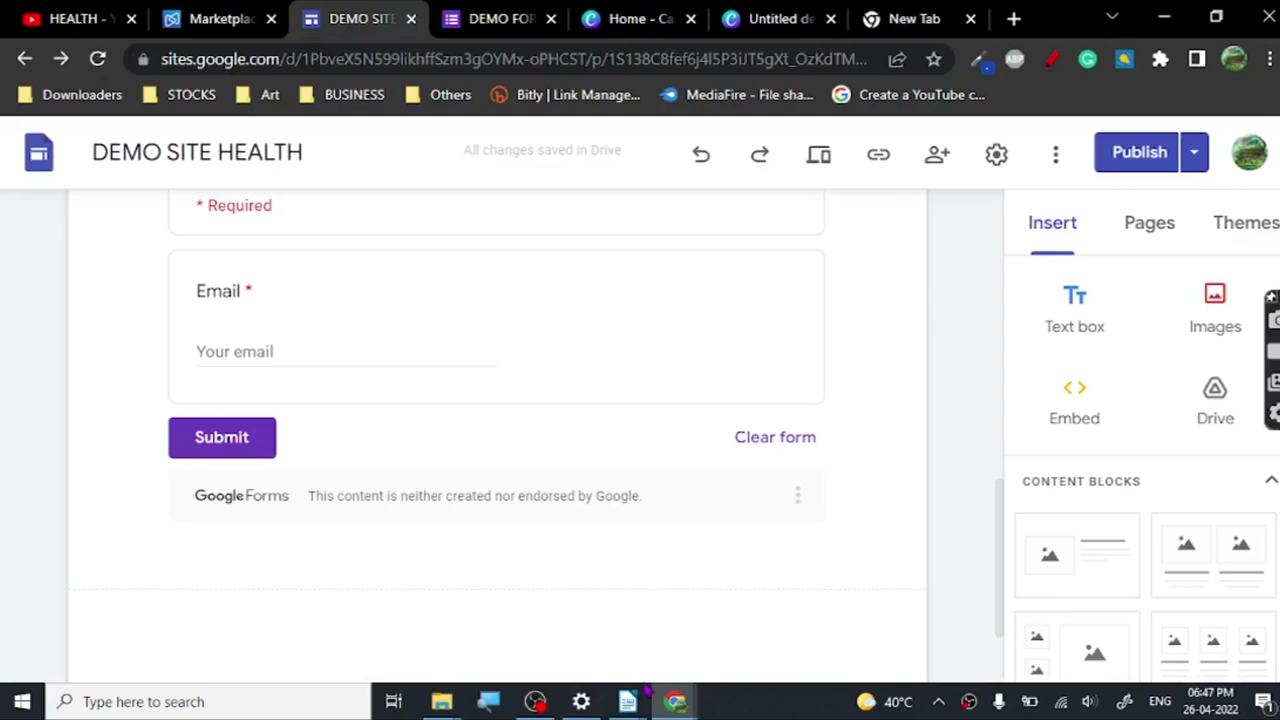 HEALTH - Y
Marketplac
DEMO SITE
DEMO FOR
Home - Ca
Untitled de
New Tab
sites.google.com/d/1PbveX5N599likhffSzm3gOYMx-oPHCST/p/1S138C8fef6j4l5P3iJT5gXt_OzKdTM...
Downloaders
STOCKS
Art
BUSINESS
Others
Bitly | Link Manage...
MediaFire - File sha...
Create a YouTube c...
DEMO SITE HEALTH
All changes saved in Drive
Publish
* Required
Insert
Pages
Themes
Email *
Your email
Text box
Images
Embed
Drive
Submit
Clear form
Google Forms This content is neither created nor endorsed by Google.
CONTENT BLOCKS
Type here to search
40°C
ENG
06:47 PM
26-04-2022
1